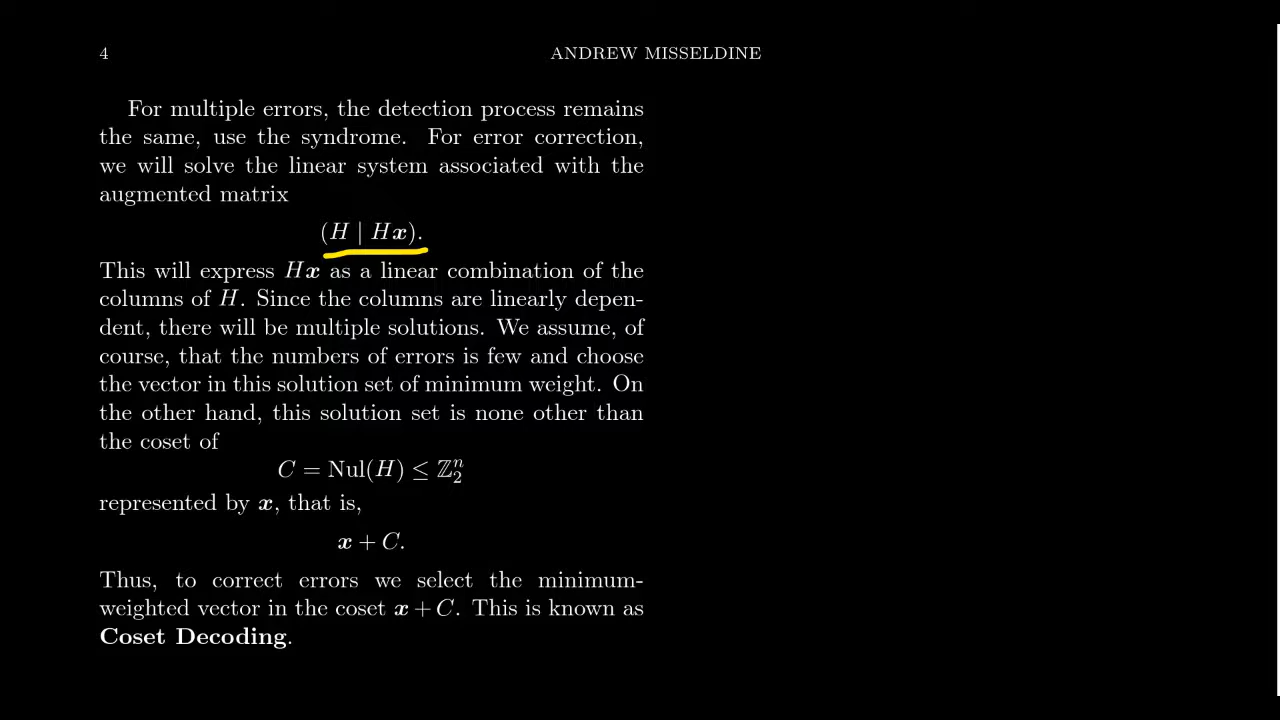 4 ANDREW MISSELDINE
For multiple errors, the detection process remains
the same, use the syndrome. For error correction,
we will solve the linear system associated with the
augmented matrix
(H | Hx).
This will express Hx as a linear combination of the
columns of H. Since the columns are linearly depen-
dent, there will be multiple solutions. We assume, of
course, that the numbers of errors is few and choose
the vector in this solution set of minimum weight. On
the other hand, this solution set is none other than
the coset of
C = Nul(H) ≤ ℤ₂ⁿ
represented by x, that is,
x + C.
Thus, to correct errors we select the minimum-
weighted vector in the coset x + C. This is known as
Coset Decoding.